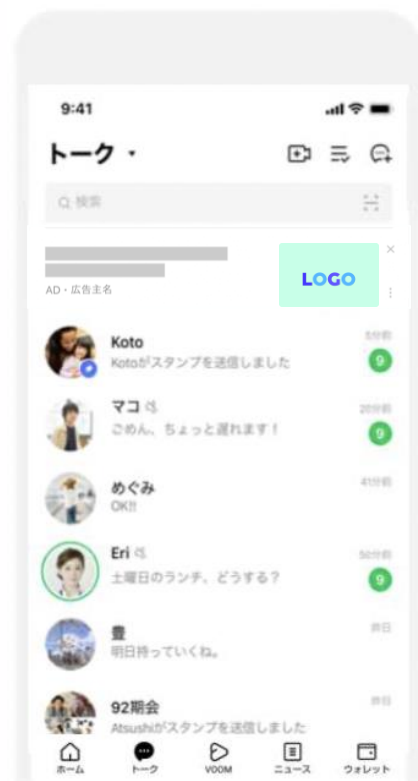 9:41
トーク
検索
LOGO
AD・広告主名
Koto
5分前
Kotoがスタンプを送信しました
9
マコ
20分前
ごめん、ちょっと遅れます！
9
めぐみ
41分前
OK!!
Eri
50分前
土曜日のランチ、どうする？
9
豊
昨日
明日持っていくね。
92期会
昨日
Atsushiがスタンプを送信しました
ホーム
トーク
VOOM
ニュース
ウォレット